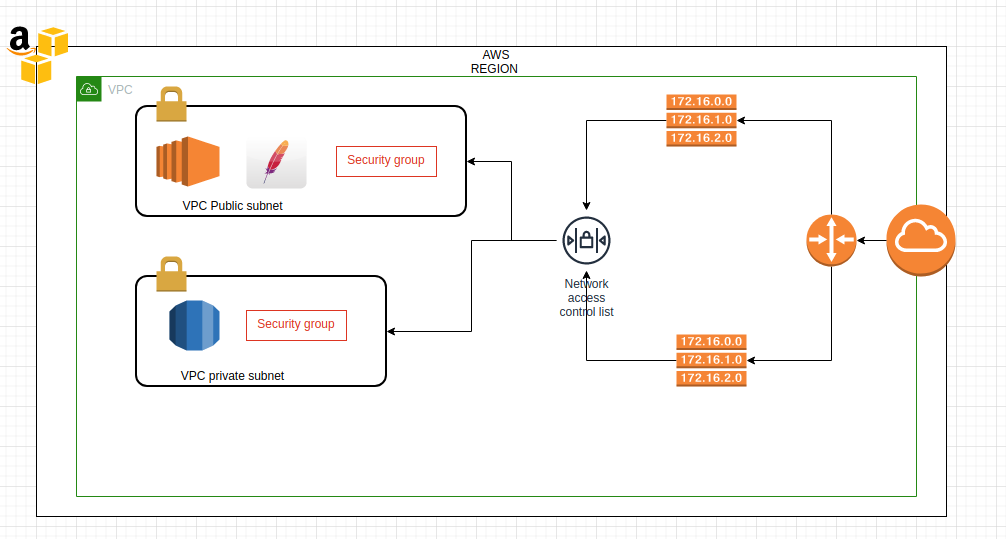 a
AWS
REGION
VPC
Security group
VPC Public subnet
Security group
VPC private subnet
Network
access
control list
172.16.0.0
172.16.1.0
172.16.2.0
172.16.0.0
172.16.1.0
172.16.2.0